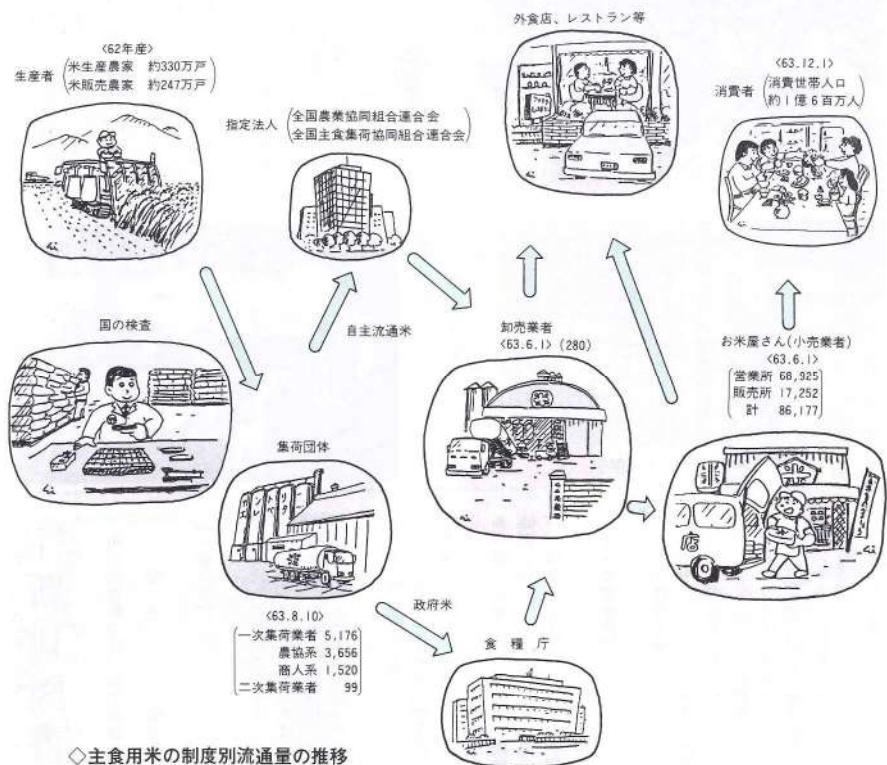 外食店、レストラン等
<62年産>
生産者
米生産農家 約330万戸
米販売農家 約247万戸
<63.12.1>
消費者
消費世帯人口
約1億6百万人
指定法人
全国農業協同組合連合会
全国主食集荷協同組合連合会
国の検査
自主流通米
卸売業者
<63.6.1> (280)
お米屋さん(小売業者)
<63.6.1>
営業所 68,925
販売所 17,252
計 86,177
集荷団体
店
<63.8.10>
一次集荷業者 5,176
農協系 3,656
商人系 1,520
二次集荷業者 99
政府米
食糧庁
◇主食用米の制度別流通量の推移